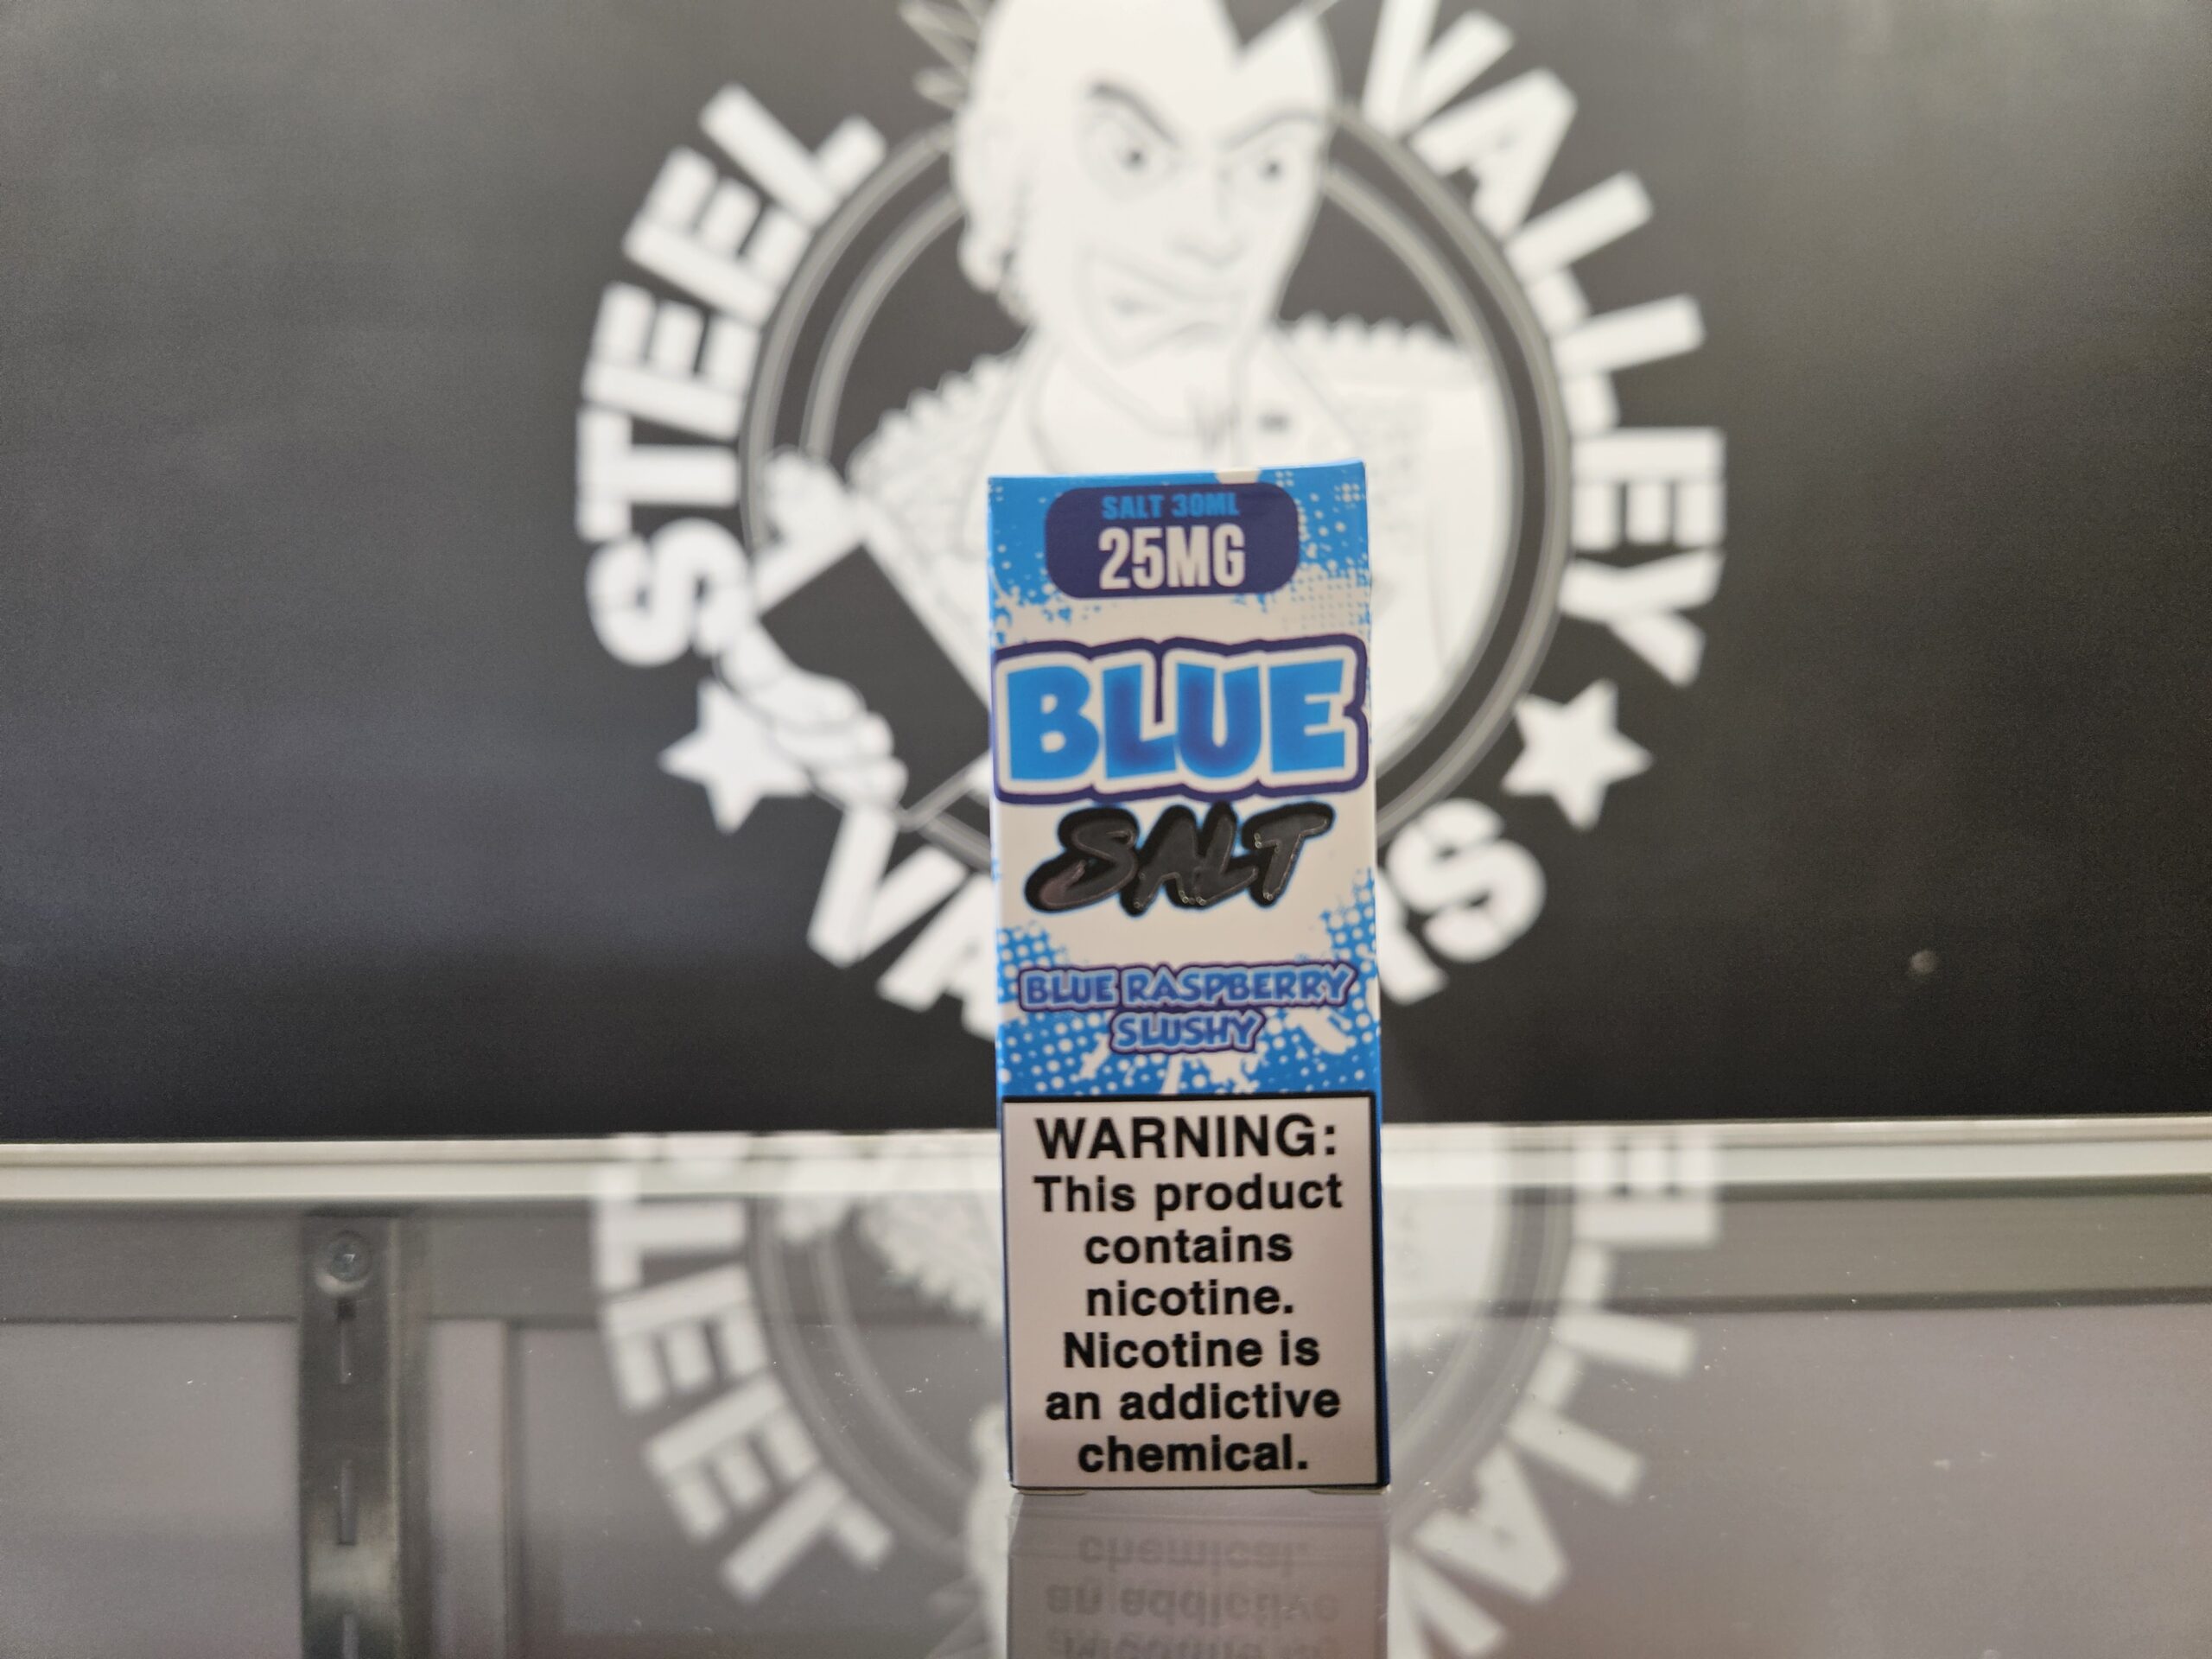 STEEL VALLEY
SALT 30ML
25MG
BLUE
SALT
BLUE RASPBERRY
SLUSHY
WARNING:
This product
contains
nicotine.
Nicotine is
an addictive
chemical.